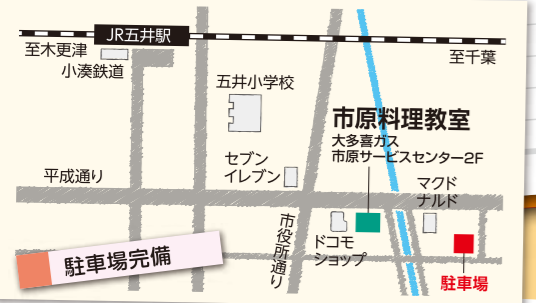 JR五井駅
至木更津
至千葉
小湊鉄道
五井小学校
市原料理教室
大多喜ガス
市原サービスセンター2F
セブン
イレブン
平成通り
マクド
ナルド
市役所通り
ドコモ
ショップ
駐車場完備
駐車場